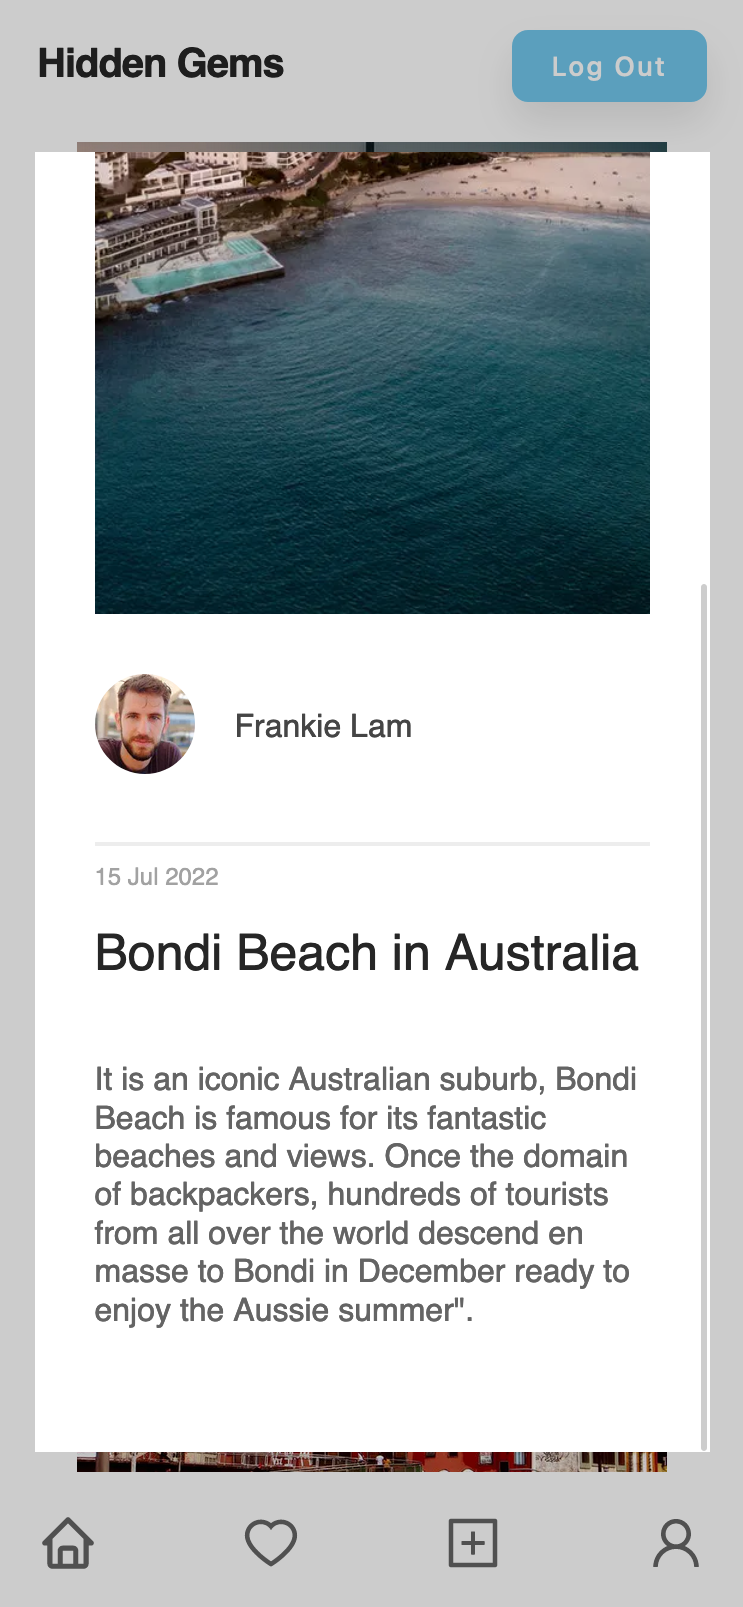 Hidden Gems
Log Out
Frankie Lam
15 Jul 2022
Bondi Beach in Australia
It is an iconic Australian suburb, Bondi
Beach is famous for its fantastic
beaches and views. Once the domain
of backpackers, hundreds of tourists
from all over the world descend en
masse to Bondi in December ready to
enjoy the Aussie summer".